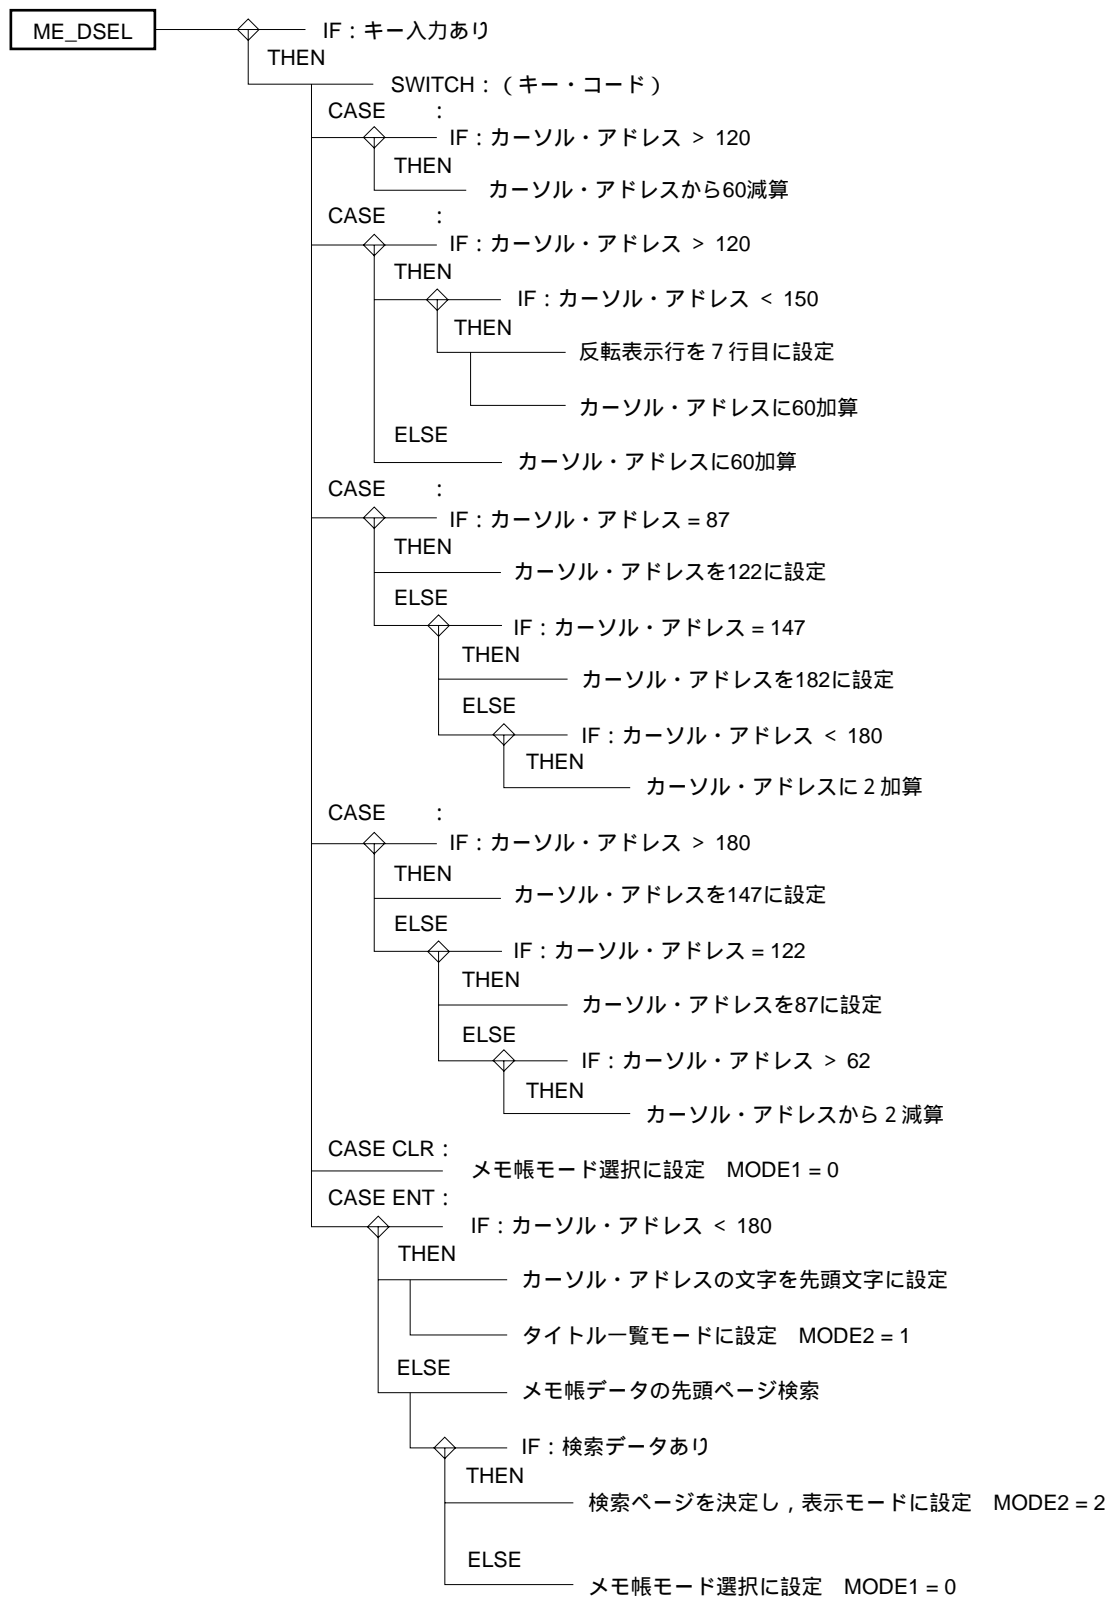 ME_DSEL
IF：キー入力あり
THEN
SWITCH：（キー・コード）
CASE　　：
IF：カーソル・アドレス ＞ 120
THEN
カーソル・アドレスから60減算
CASE　　：
IF：カーソル・アドレス ＞ 120
THEN
IF：カーソル・アドレス ＜ 150
THEN
反転表示行を７行目に設定
カーソル・アドレスに60加算
ELSE
カーソル・アドレスに60加算
CASE　　：
IF：カーソル・アドレス = 87
THEN
カーソル・アドレスを122に設定
ELSE
IF：カーソル・アドレス = 147
THEN
カーソル・アドレスを182に設定
ELSE
IF：カーソル・アドレス ＜ 180
THEN
カーソル・アドレスに２加算
CASE　　：
IF：カーソル・アドレス ＞ 180
THEN
カーソル・アドレスを147に設定
ELSE
IF：カーソル・アドレス = 122
THEN
カーソル・アドレスを87に設定
ELSE
IF：カーソル・アドレス ＞ 62
THEN
カーソル・アドレスから２減算
CASE CLR：
メモ帳モード選択に設定　MODE1 = 0
CASE ENT：
IF：カーソル・アドレス ＜ 180
THEN
カーソル・アドレスの文字を先頭文字に設定
タイトル一覧モードに設定　MODE2 = 1
ELSE
メモ帳データの先頭ページ検索
IF：検索データあり
THEN
検索ページを決定し，表示モードに設定　MODE2 = 2
ELSE
メモ帳モード選択に設定　MODE1 = 0